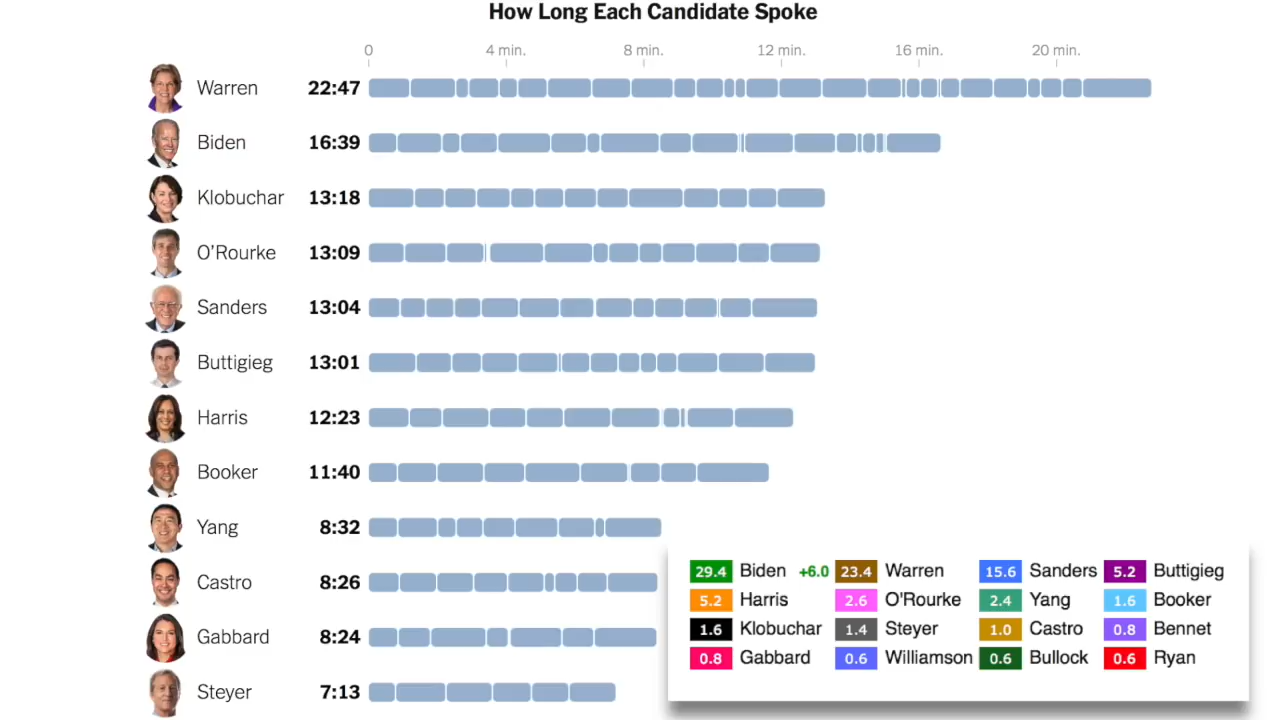 How Long Each Candidate Spoke
0 4 min. 8 min. 12 min. 16 min. 20 min.
Warren 22:47
Biden 16:39
Klobuchar 13:18
O'Rourke 13:09
Sanders 13:04
Buttigieg 13:01
Harris 12:23
Booker 11:40
Yang 8:32
Castro 8:26
Gabbard 8:24
Steyer 7:13
29.4 Biden +6.0 23.4 Warren 15.6 Sanders 5.2 Buttigieg
5.2 Harris 2.6 O'Rourke 2.4 Yang 1.6 Booker
1.6 Klobuchar 1.4 Steyer 1.0 Castro 0.8 Bennet
0.8 Gabbard 0.6 Williamson 0.6 Bullock 0.6 Ryan